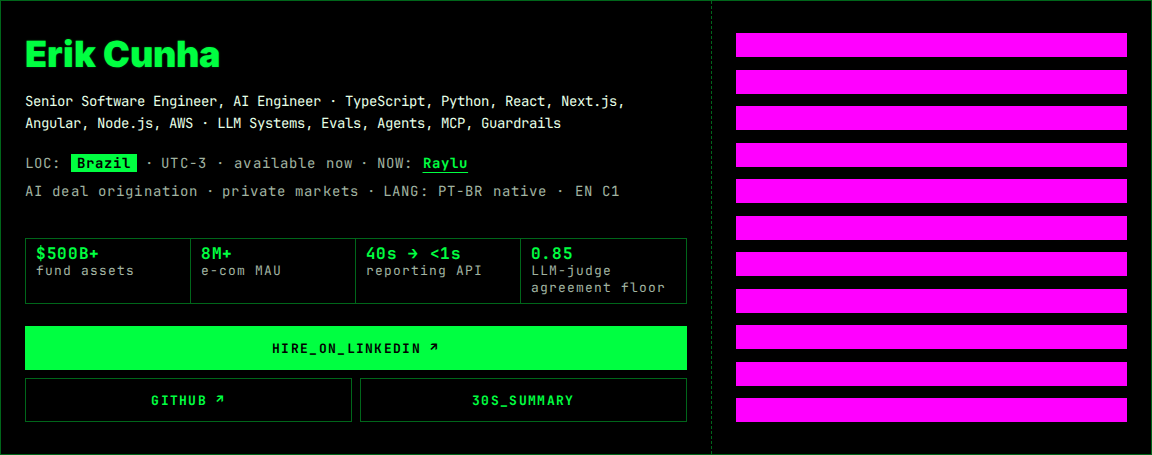 Erik Cunha
Senior Software Engineer, AI Engineer · TypeScript, Python, React, Next.js,
Angular, Node.js, AWS · LLM Systems, Evals, Agents, MCP, Guardrails
LOC: Brazil · UTC-3 · available now · NOW: Raylu
AI deal origination · private markets · LANG: PT-BR native · EN C1
$500B+
fund assets
8M+
e-com MAU
40s → <1s
reporting API
0.85
LLM-judge
agreement floor
HIRE_ON_LINKEDIN ↗
GITHUB ↗
30S_SUMMARY